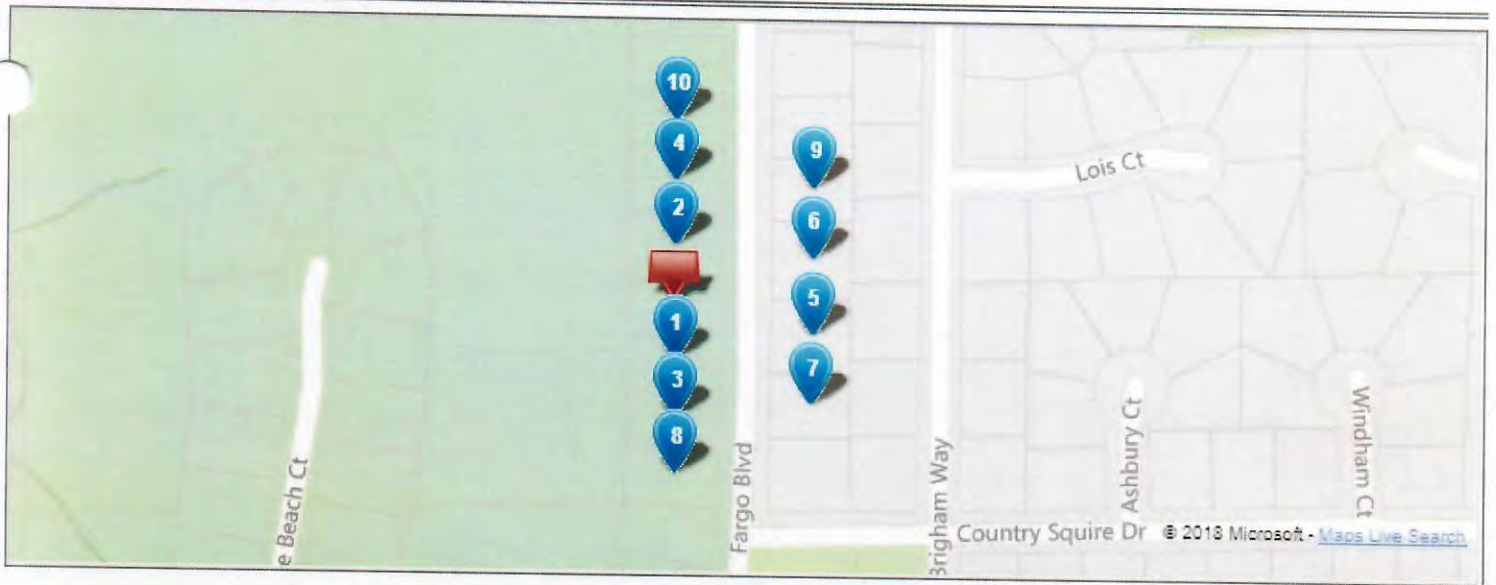 10
4
9
2
6
Lois Ct
5
1
7
3
8
e Beach Ct
Fargo Blvd
Brigham Way
Ashbury Ct
Windham Ct
Country Squire Dr
© 2018 Microsoft - Maps Live Search